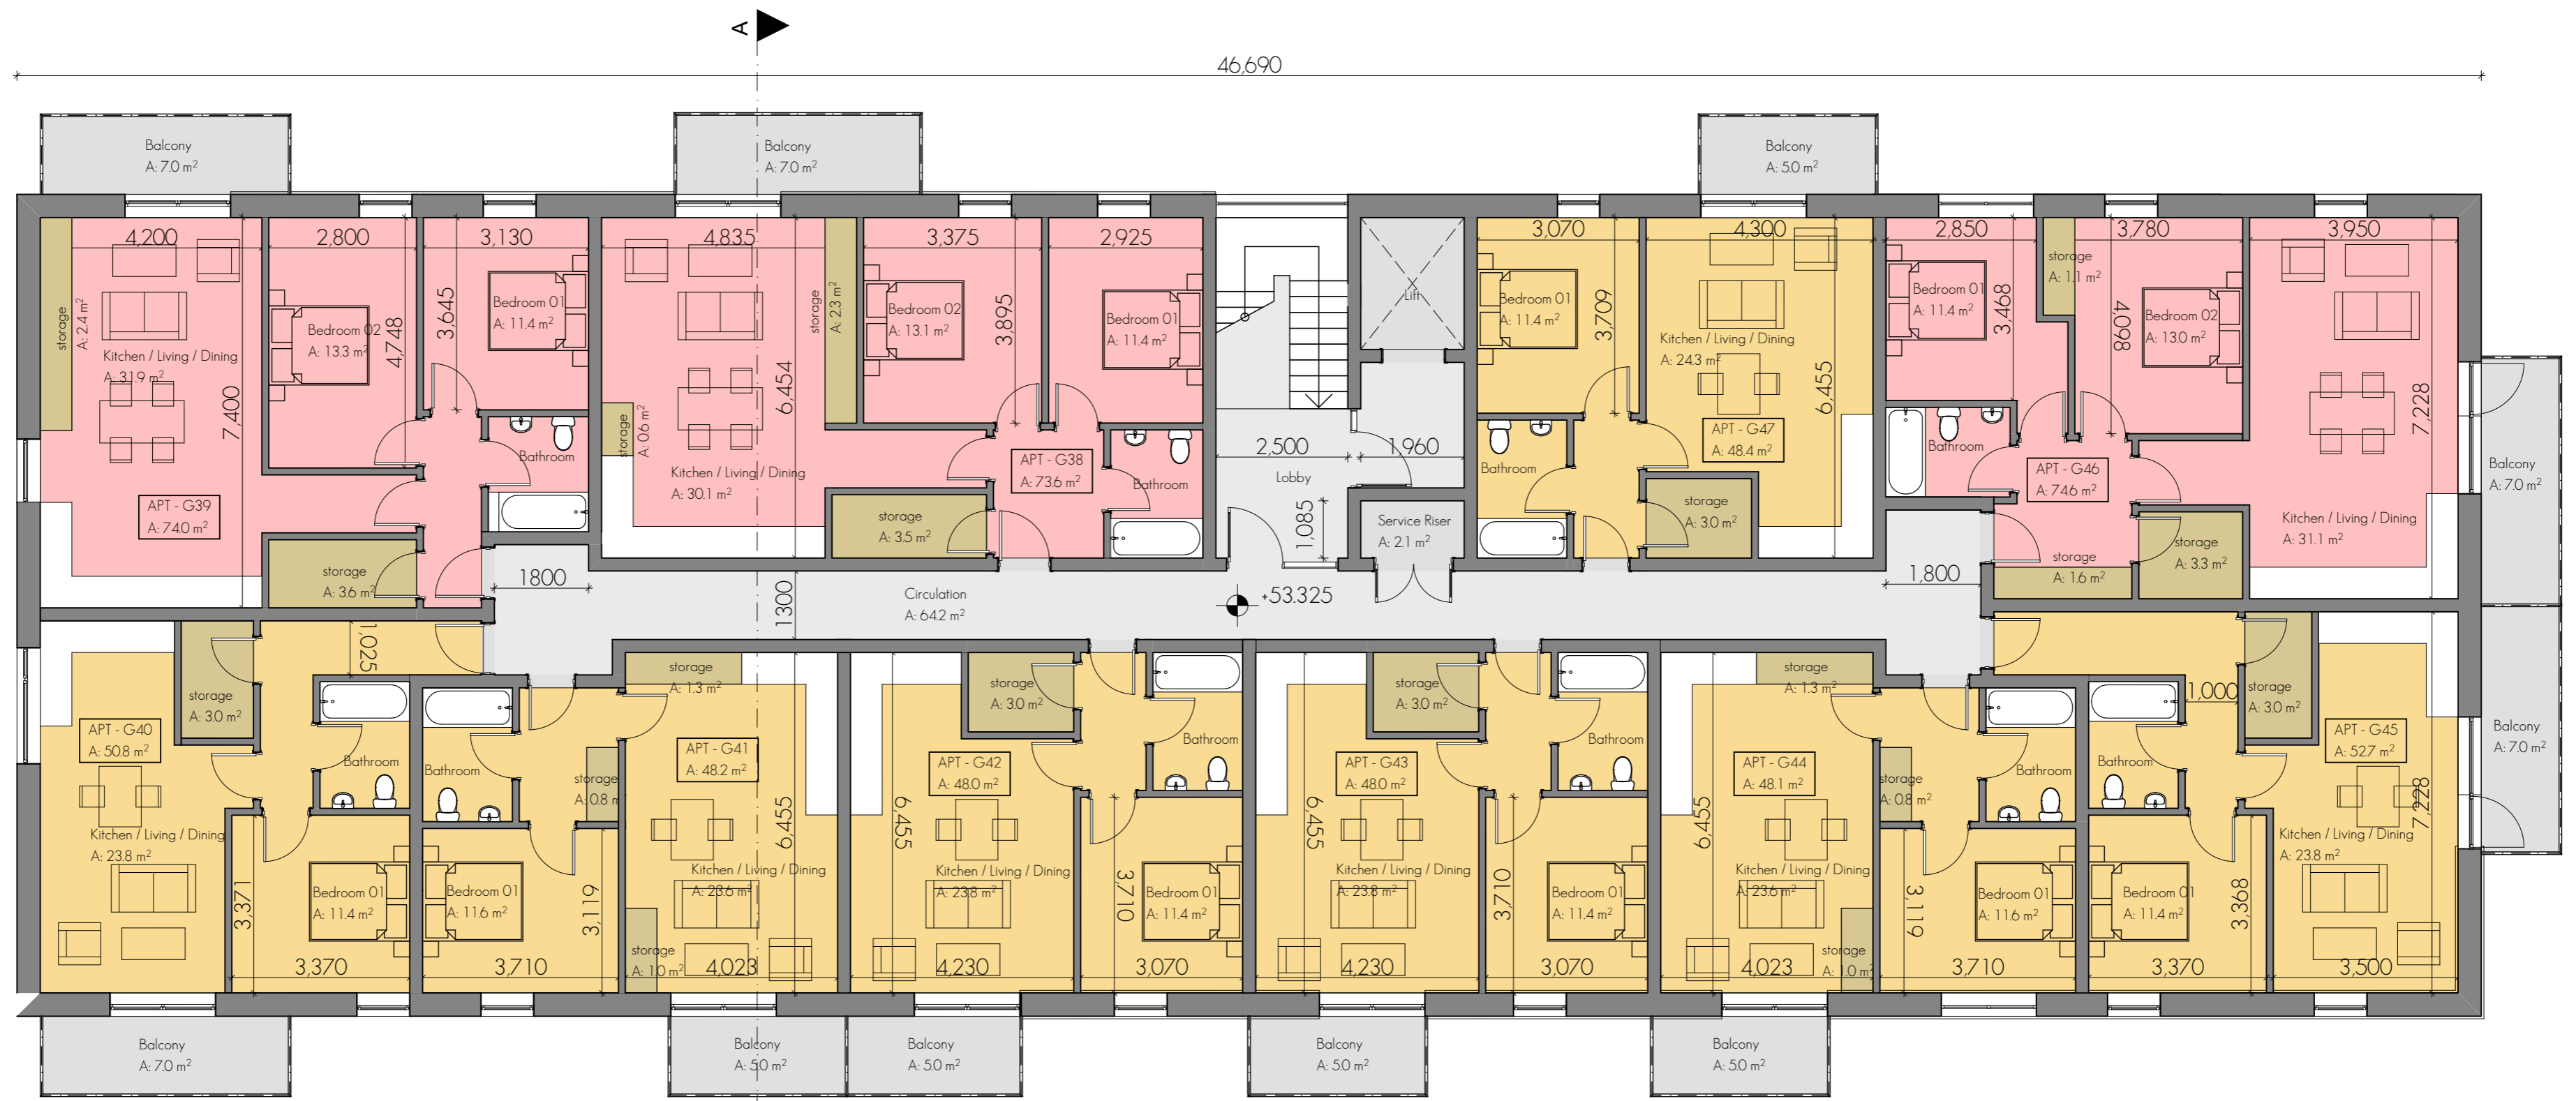 A
46,690
Balcony
A: 7.0 m²
Balcony
A: 7.0 m²
Balcony
A: 5.0 m²
4,200
2,800
3,130
4,835
3,375
2,925
3,070
4,300
2,850
3,780
3,950
storage
A: 2.4 m²
Kitchen / Living / Dining
A: 31.9 m²
7,400
APT - G39
A: 74.0 m²
Bedroom 02
A: 13.3 m²
4,748
3,645
Bedroom 01
A: 11.4 m²
Bathroom
storage
A: 3.6 m²
1800
storage
A: 0.6 m²
Kitchen / Living / Dining
A: 30.1 m²
6,454
storage
A: 2.3 m²
Bedroom 02
A: 13.1 m²
3,895
Bedroom 01
A: 11.4 m²
APT - G38
A: 73.6 m²
Bathroom
storage
A: 3.5 m²
Lift
2,500
1,960
Lobby
1,085
Service Riser
A: 2.1 m²
Bedroom 01
A: 11.4 m²
3,709
Bathroom
Kitchen / Living / Dining
A: 24.3 m²
6,455
APT - G47
A: 48.4 m²
storage
A: 3.0 m²
Bedroom 01
A: 11.4 m²
3,468
storage
A: 1.1 m²
4098
Bedroom 02
A: 13.0 m²
Bathroom
APT - G46
A: 74.6 m²
storage
A: 1.6 m²
storage
A: 3.3 m²
7,228
Kitchen / Living / Dining
A: 31.1 m²
Balcony
A: 7.0 m²
1,800
1300
Circulation
A: 64.2 m²
+53.325
1,025
storage
A: 3.0 m²
APT - G40
A: 50.8 m²
Kitchen / Living / Dining
A: 23.8 m²
Bathroom
3,371
Bedroom 01
A: 11.4 m²
3,370
Bathroom
storage
A: 0.8 m
Bedroom 01
A: 11.6 m²
3,119
3,710
storage
A: 1.3 m²
APT - G41
A: 48.2 m²
6,455
Kitchen / Living / Dining
A: 23.6 m²
storage
A: 1.0 m²
4,023
storage
A: 3.0 m²
APT - G42
A: 48.0 m²
6,455
Kitchen / Living / Dining
A: 23.8 m²
4,230
Bathroom
3,710
Bedroom 01
A: 11.4 m²
3,070
storage
A: 3.0 m²
APT - G43
A: 48.0 m²
6,455
Kitchen / Living / Dining
A: 23.8 m²
4,230
Bathroom
3,710
Bedroom 01
A: 11.4 m²
3,070
storage
A: 1.3 m²
APT - G44
A: 48.1 m²
6,455
Kitchen / Living / Dining
A: 23.6 m²
storage
A: 1.0 m²
4,023
storage
A: 0.8 m²
Bathroom
3,119
Bedroom 01
A: 11.6 m²
3,710
Bathroom
1,000
storage
A: 3.0 m²
Bedroom 01
A: 11.4 m²
3,368
3,370
APT - G45
A: 52.7 m²
7,228
Kitchen / Living / Dining
A: 23.8 m²
3,500
Balcony
A: 7.0 m²
Balcony
A: 7.0 m²
Balcony
A: 5.0 m²
Balcony
A: 5.0 m²
Balcony
A: 5.0 m²
Balcony
A: 5.0 m²